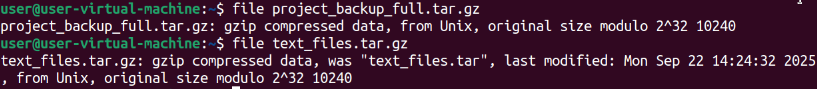 user@user-virtual-machine:~$ file project_backup_full.tar.gz
project_backup_full.tar.gz: gzip compressed data, from Unix, original size modulo 2^32 10240
user@user-virtual-machine:~$ file text_files.tar.gz
text_files.tar.gz: gzip compressed data, was "text_files.tar", last modified: Mon Sep 22 14:24:32 2025
, from Unix, original size modulo 2^32 10240